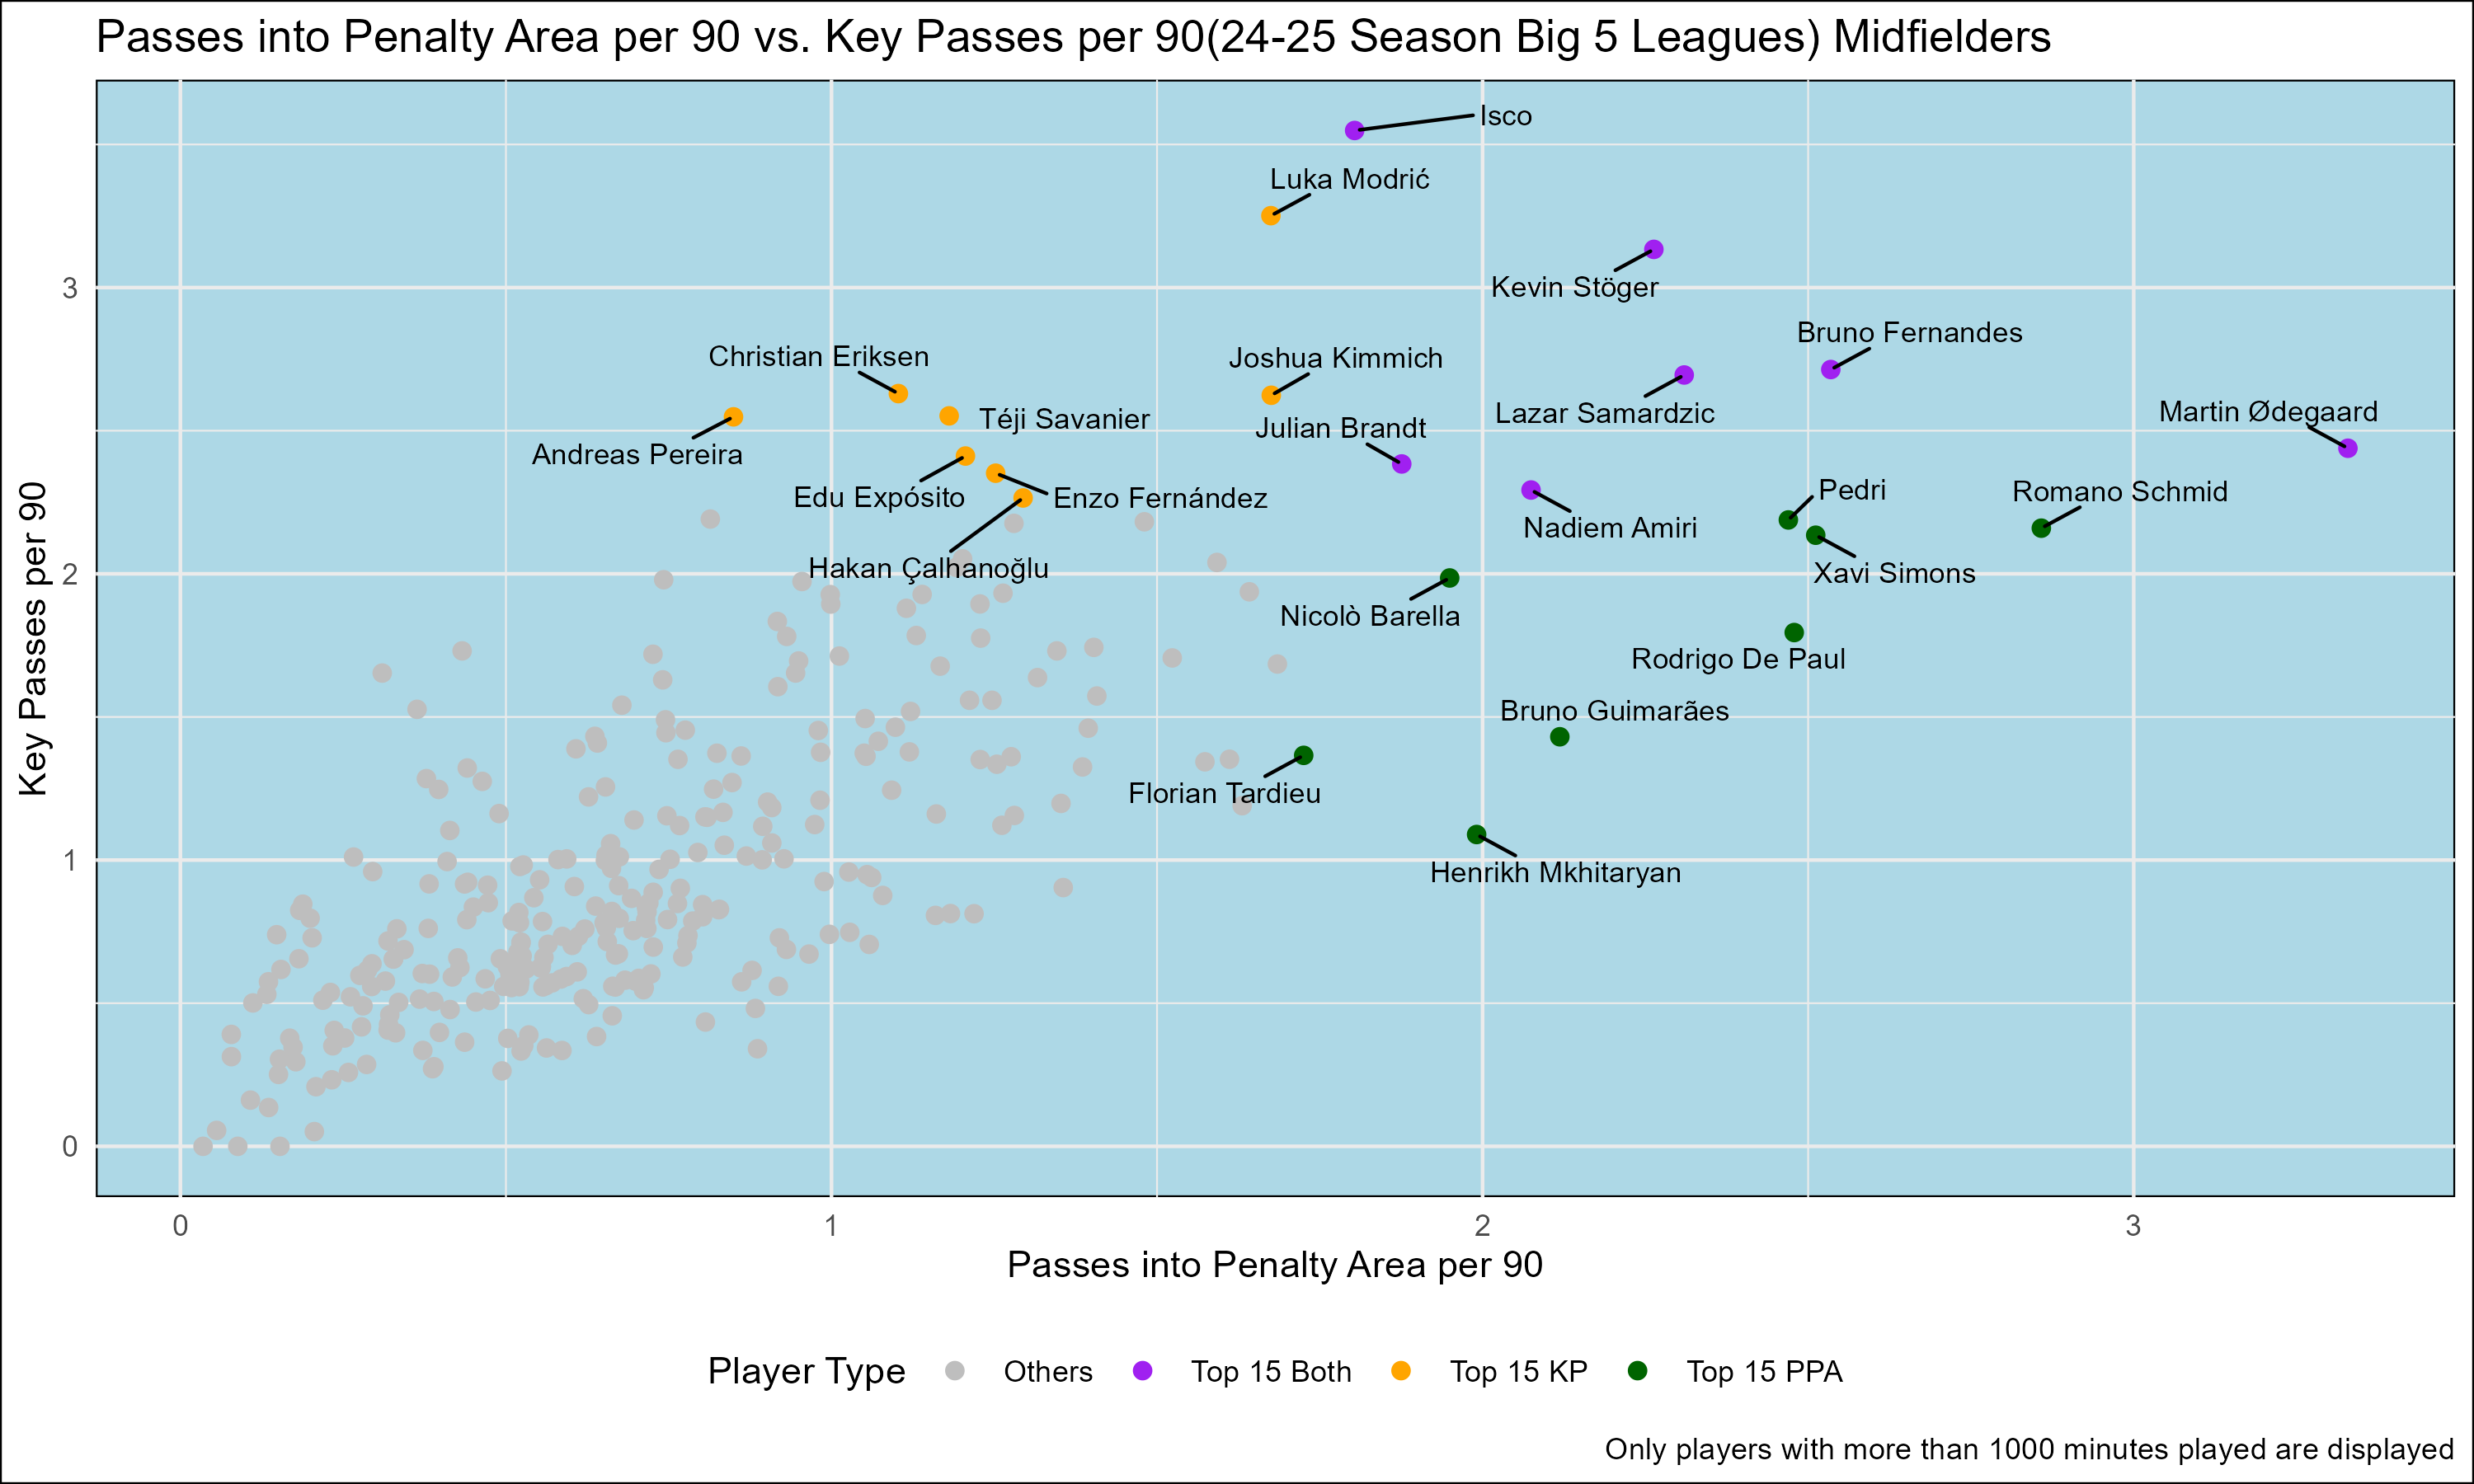 Passes into Penalty Area per 90 vs. Key Passes per 90(24-25 Season Big 5 Leagues) Midfielders
Isco
Luka Modrić
Kevin Stöger
Bruno Fernandes
Christian Eriksen
Joshua Kimmich
Lazar Samardzic
Martin Ødegaard
Téji Savanier
Julian Brandt
Andreas Pereira
Pedri
Romano Schmid
Edu Expósito
Enzo Fernández
Nadiem Amiri
Hakan Çalhanoğlu
Xavi Simons
Nicolò Barella
Rodrigo De Paul
Bruno Guimarães
Florian Tardieu
Henrikh Mkhitaryan
3
2
1
0
Key Passes per 90
0 1 2 3
Passes into Penalty Area per 90
Player Type Others Top 15 Both Top 15 KP Top 15 PPA
Only players with more than 1000 minutes played are displayed